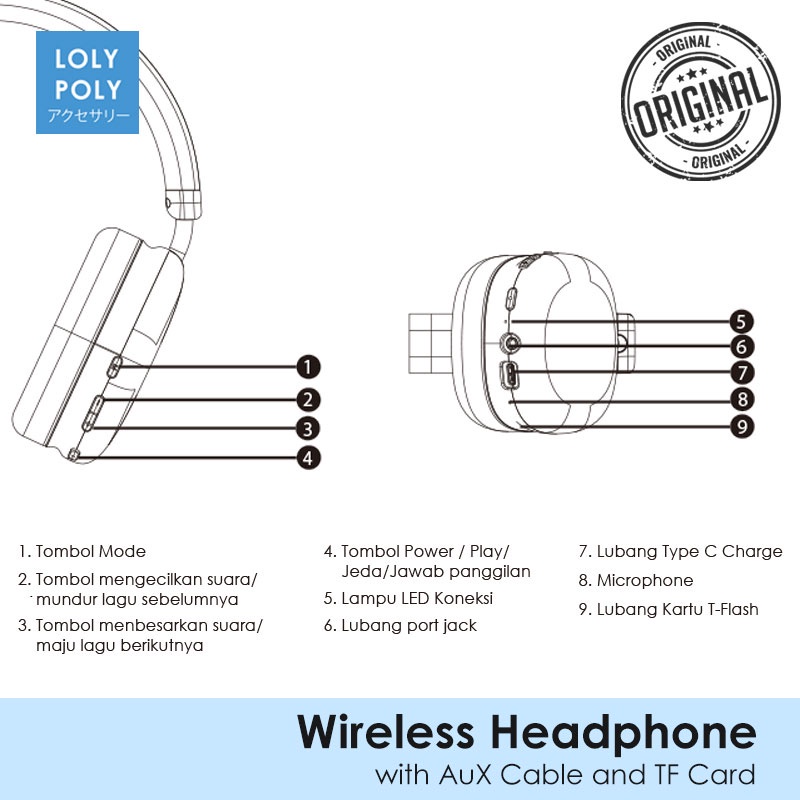 LOLY
POLY
アクセサリー
ORIGINAL
ORIGINAL
ORIGINAL
1
2
3
4
5
6
7
8
9
1. Tombol Mode
2. Tombol mengecilkan suara/
mundur lagu sebelumnya
3. Tombol menbesarkan suara/
maju lagu berikutnya
4. Tombol Power / Play/
Jeda/Jawab panggilan
5. Lampu LED Koneksi
6. Lubang port jack
7. Lubang Type C Charge
8. Microphone
9. Lubang Kartu T-Flash
Wireless Headphone
with AuX Cable and TF Card